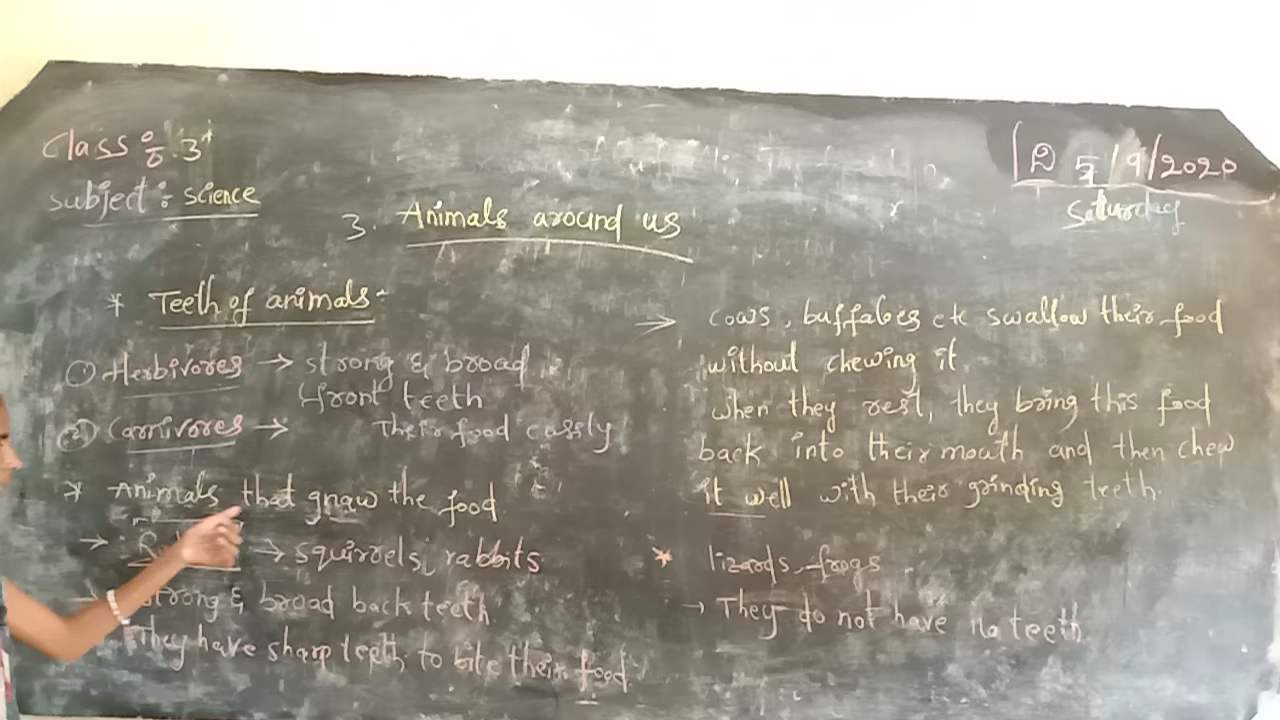 Class : 3rd
subject : science
D 5/9/2020
Saturday
3. Animals around us
* Teeth of animals:-
① Herbivores → strong & broad
front teeth
② Carnivores → Their food easily
* Animals that gnaw the food
→ → squirrels, rabbits
→ strong & broad back teeth
They have sharp teeth to bite their food.
→ cows, buffaloes etc swallow their food
without chewing it.
when they rest, they bring this food
back into their mouth and then chew
it well with their grinding teeth.
* lizards, frogs
→ They do not have no teeth